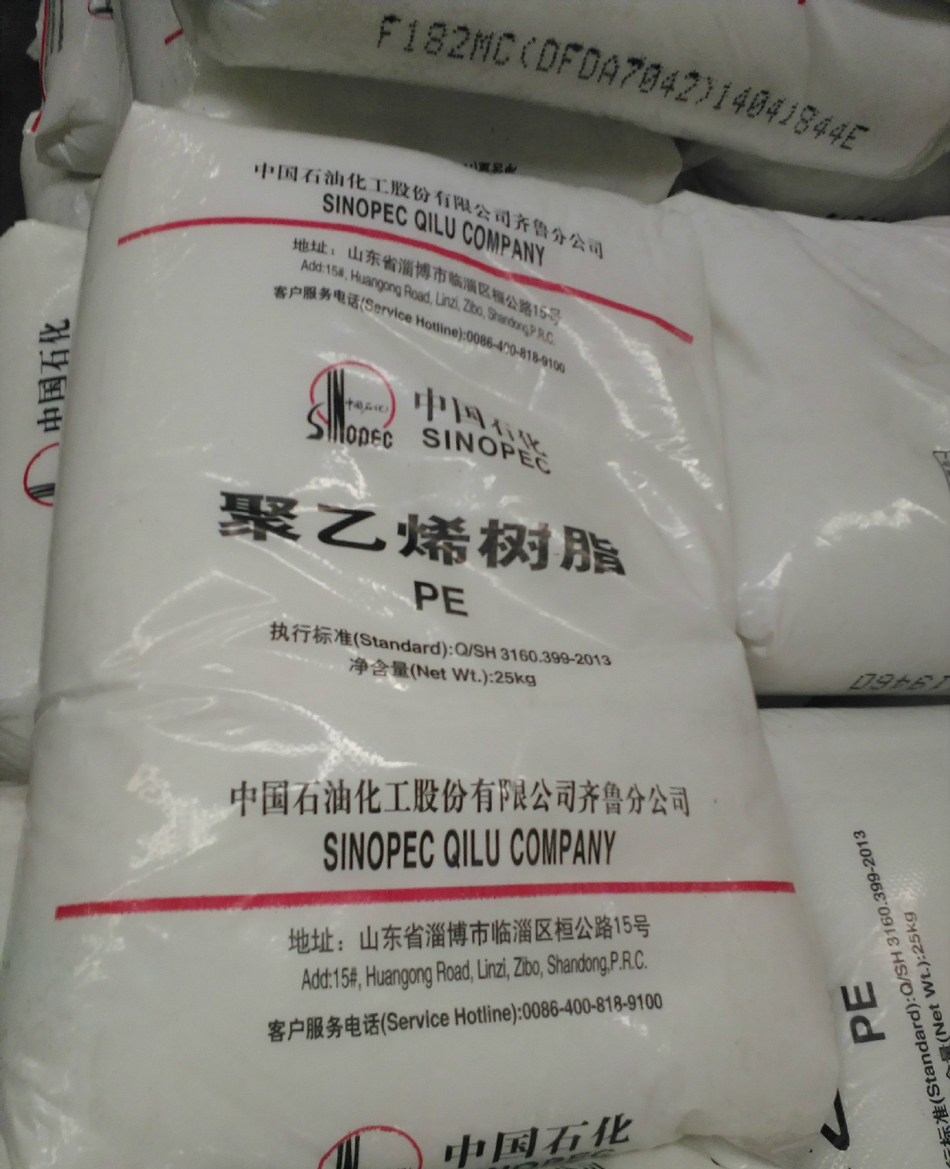 F182MC(DFDA7042)14041844E
中国石油化工股份有限公司齐鲁分公司
SINOPEC QILU COMPANY
地址：山东省淄博市临淄区桓公路15号
Add:15#, Huangong Road, Linzi, Zibo, Shandong,P.R.C.
客户服务电话(Service Hotline):0086-400-818-9100
中国石化
SINOPEC
中国石化
SINOPEC
聚乙烯树脂
PE
执行标准(Standard):Q/SH 3160.399-2013
净含量(Net Wt.):25kg
中国石油化工股份有限公司齐鲁分公司
SINOPEC QILU COMPANY
地址：山东省淄博市临淄区桓公路15号
Add:15#, Huangong Road, Linzi, Zibo, Shandong,P.R.C.
客户服务电话(Service Hotline):0086-400-818-9100
中国石化
SINOPEC
中国石化
PE
标准(Standard):Q/SH 3160.399-2013
含量(Net Wt.):25kg